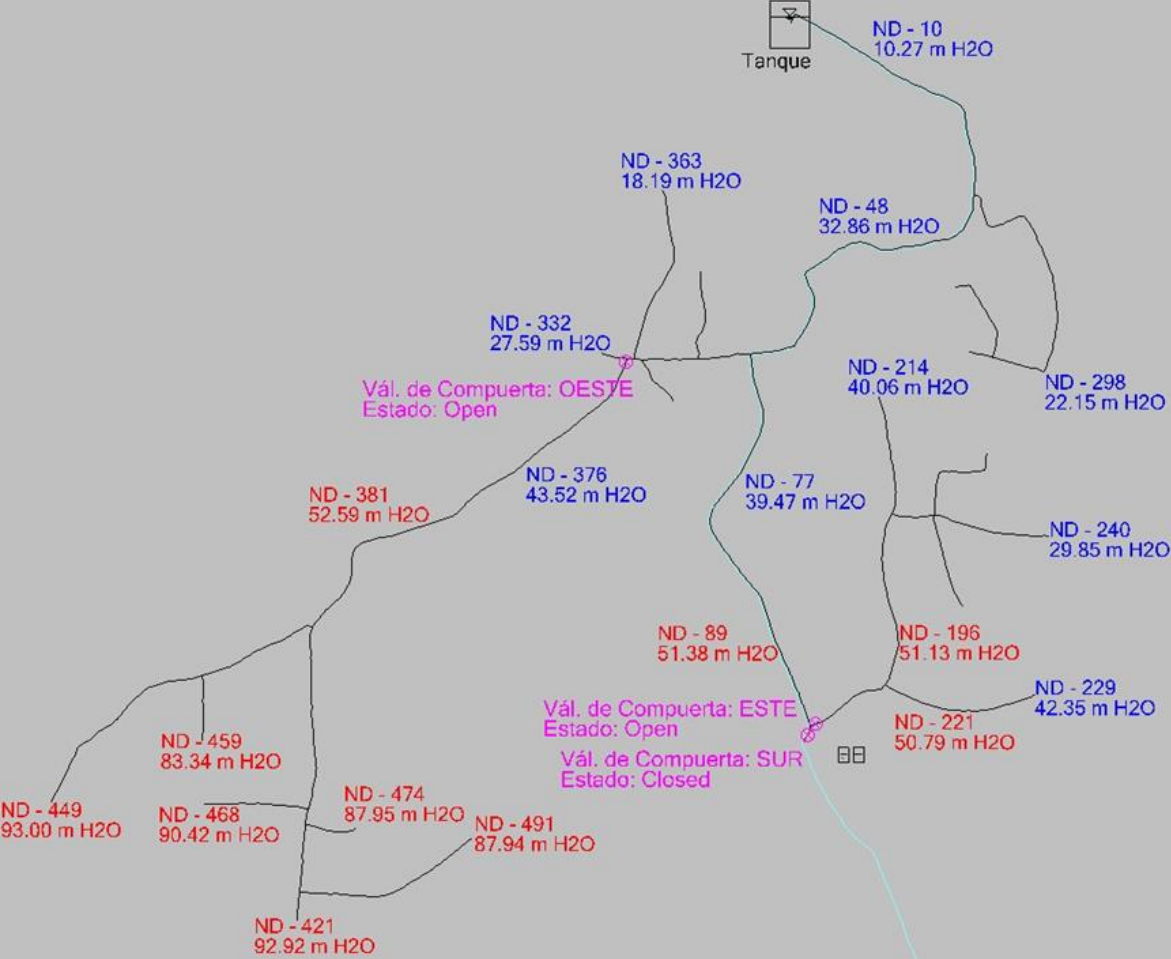 ND - 10
10.27 m H2O
Tanque
ND - 363
18.19 m H2O
ND - 48
32.86 m H2O
ND - 332
27.59 m H2O
Vál. de Compuerta: OESTE
Estado: Open
ND - 214
40.06 m H2O
ND - 298
22.15 m H2O
ND - 376
43.52 m H2O
ND - 77
39.47 m H2O
ND - 381
52.59 m H2O
ND - 240
29.85 m H2O
ND - 89
51.38 m H2O
ND - 196
51.13 m H2O
ND - 229
42.35 m H2O
Vál. de Compuerta: ESTE
Estado: Open
ND - 221
50.79 m H2O
Vál. de Compuerta: SUR
Estado: Closed
ND - 459
83.34 m H2O
ND - 449
93.00 m H2O
ND - 468
90.42 m H2O
ND - 474
87.95 m H2O
ND - 491
87.94 m H2O
ND - 421
92.92 m H2O